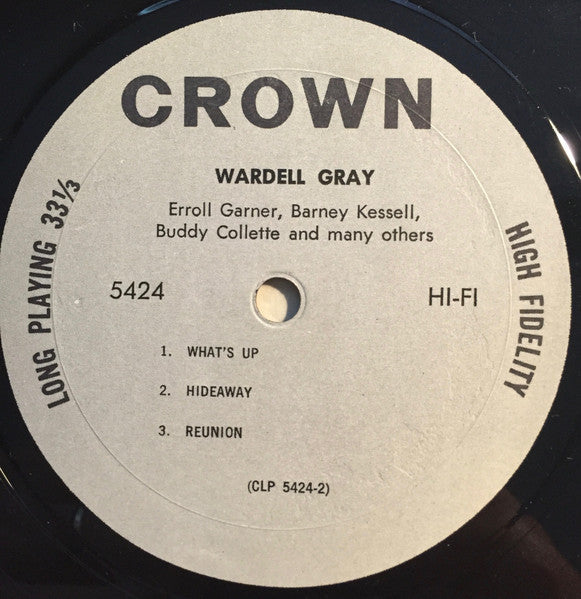 CROWN
WARDELL GRAY
Erroll Garner, Barney Kessell,
Buddy Collette and many others
LONG PLAYING 33⅓
5424
HI-FI
HIGH FIDELITY
1. WHAT'S UP
2. HIDEAWAY
3. REUNION
(CLP 5424-2)